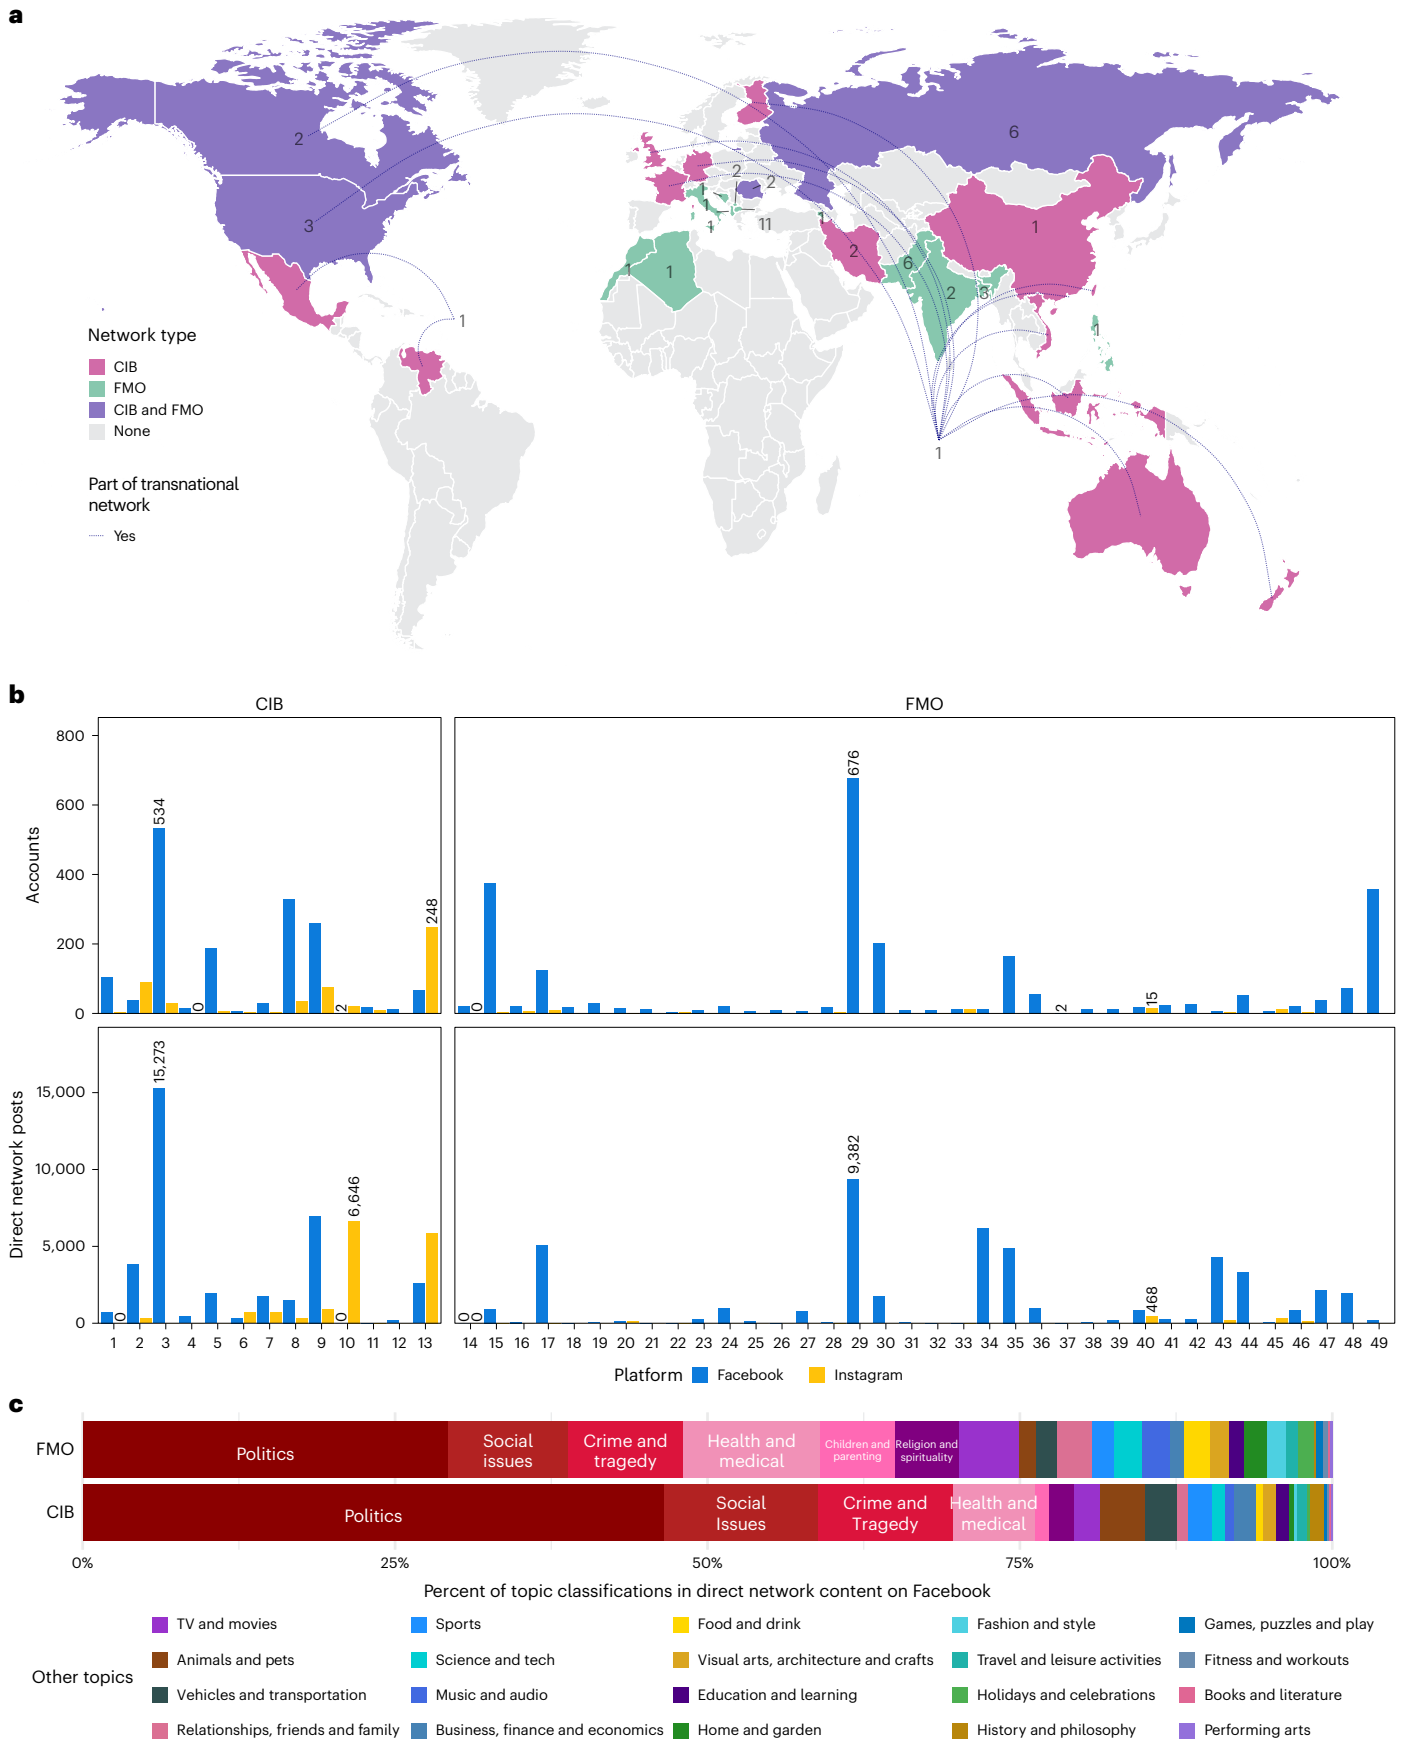 a
2
3
1
Network type
CIB
FMO
CIB and FMO
None
Part of transnational
network
Yes
6
2
1
2
1
1
11
1
1
1
2
6
2
3
1
1
1
b
CIB
FMO
Accounts
800
600
400
200
0
534
0
2
248
0
676
2
15
Direct network posts
15,000
10,000
5,000
0
0
15,273
0
6,646
0
0
9,382
468
1 2 3 4 5 6 7 8 9 10 11 12 13
14 15 16 17 18 19 20 21 22 23 24 25 26 27 28 29 30 31 32 33 34 35 36 37 38 39 40 41 42 43 44 45 46 47 48 49
Platform Facebook Instagram
c
FMO
Politics
Social
issues
Crime and
tragedy
Health and
medical
Children and
parenting
Religion and
spirituality
CIB
Politics
Social
Issues
Crime and
Tragedy
Health and
medical
0% 25% 50% 75% 100%
Percent of topic classifications in direct network content on Facebook
Other topics
TV and movies
Animals and pets
Vehicles and transportation
Relationships, friends and family
Sports
Science and tech
Music and audio
Business, finance and economics
Food and drink
Visual arts, architecture and crafts
Education and learning
Home and garden
Fashion and style
Travel and leisure activities
Holidays and celebrations
History and philosophy
Games, puzzles and play
Fitness and workouts
Books and literature
Performing arts